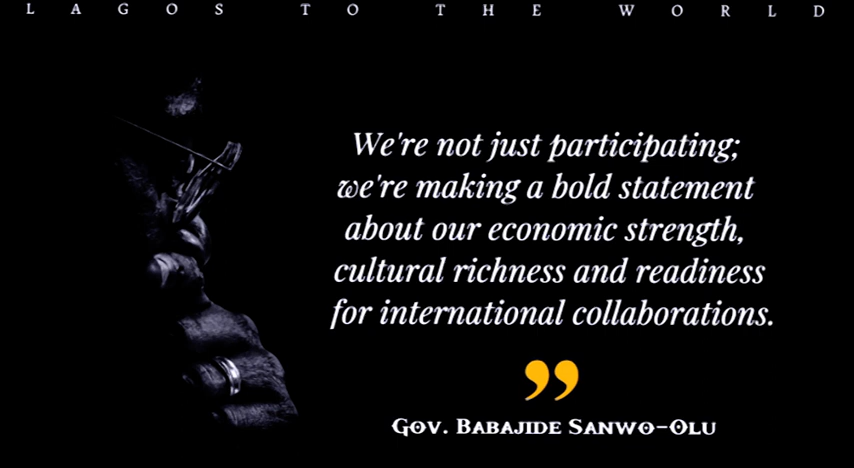 LAGOS TO THE WORLD
We're not just participating;
we're making a bold statement
about our economic strength,
cultural richness and readiness
for international collaborations.
”
Gov. Babajide Sanwo-Olu